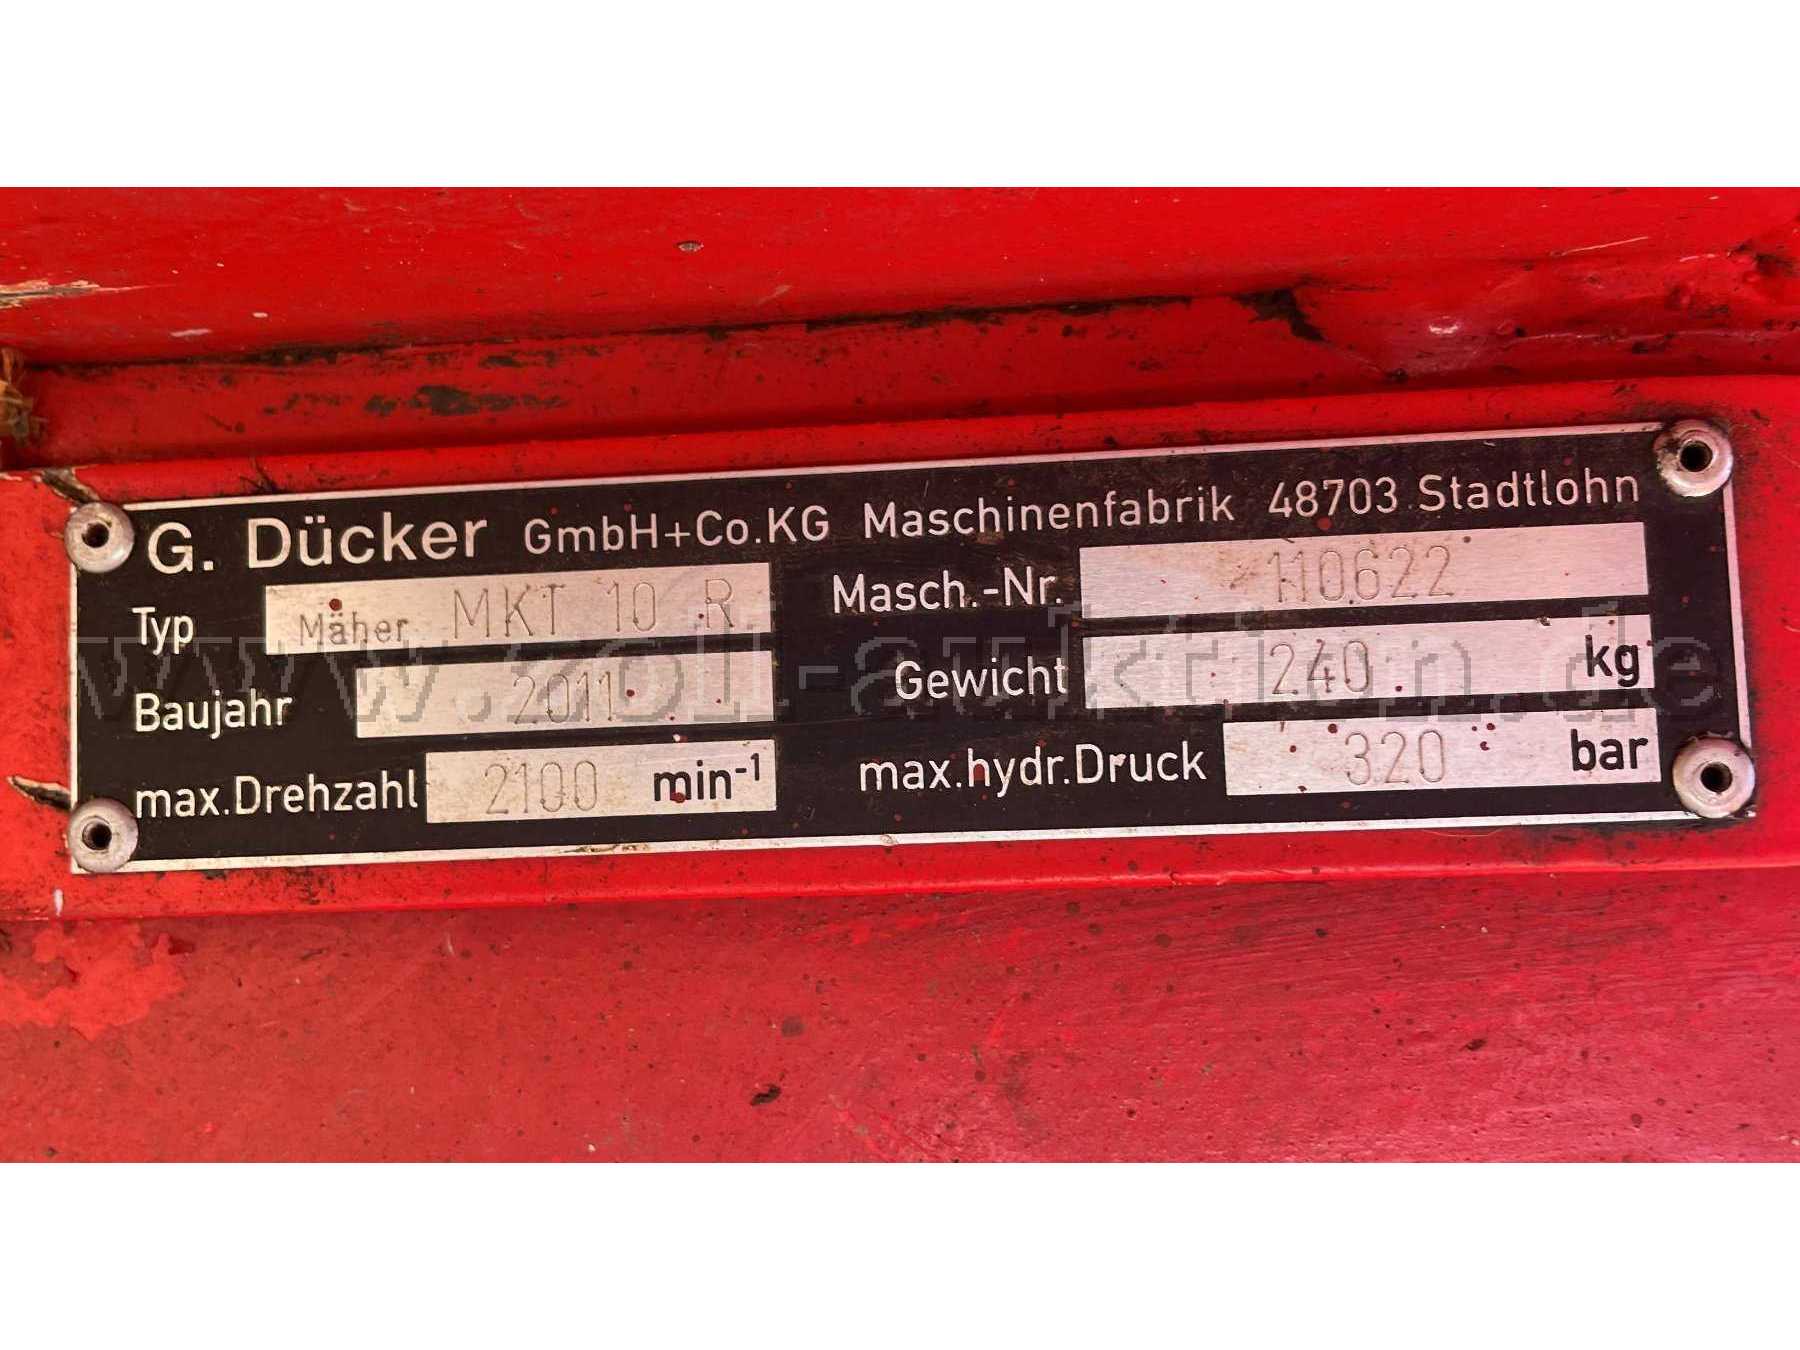 G. Dücker GmbH+Co.KG Maschinenfabrik 48703 Stadtlohn
Typ Mäher MKT 10 R Masch.-Nr. 110622
Baujahr 2011 Gewicht 240 kg
max.Drehzahl 2100 min-1 max.hydr.Druck 320 bar
www.zoll-auktion.de